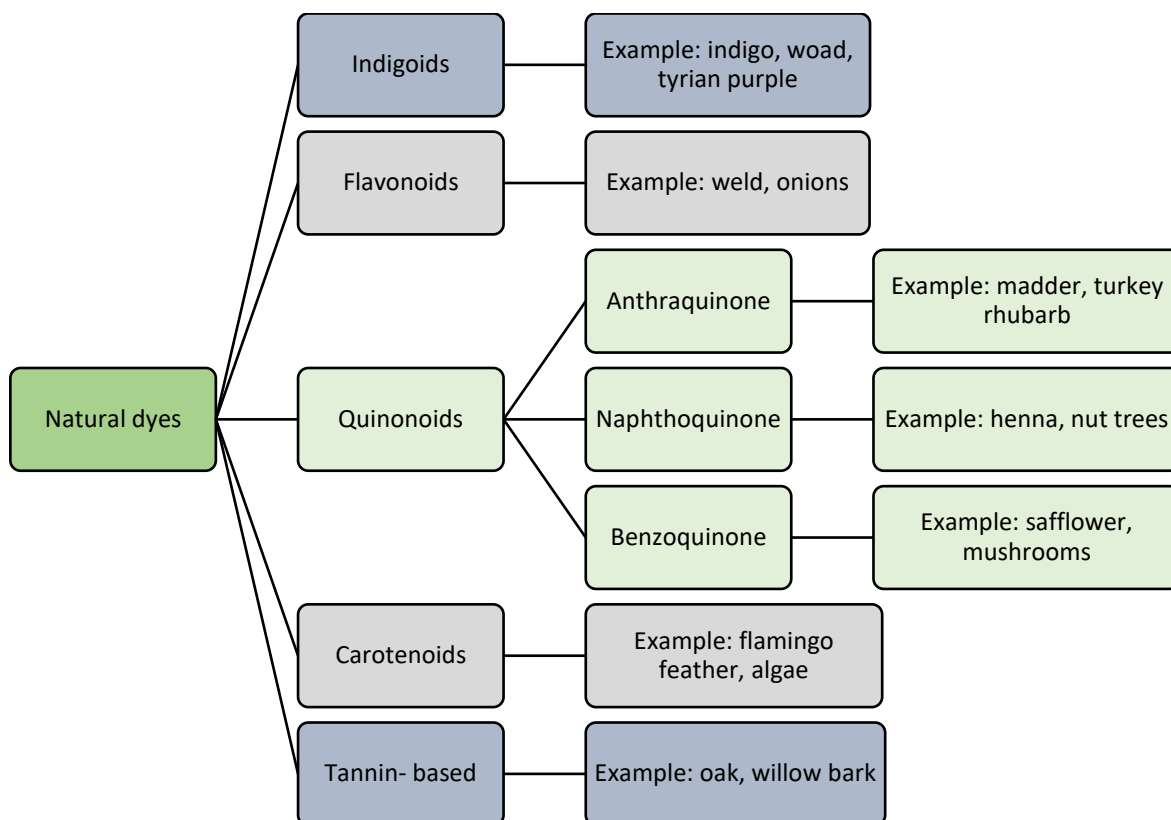 Indigoids
Example: indigo, woad,
tyrian purple
Flavonoids
Example: weld, onions
Anthraquinone
Example: madder, turkey
rhubarb
Natural dyes
Quinonoids
Naphthoquinone
Example: henna, nut trees
Benzoquinone
Example: safflower,
mushrooms
Carotenoids
Example: flamingo
feather, algae
Tannin- based
Example: oak, willow bark